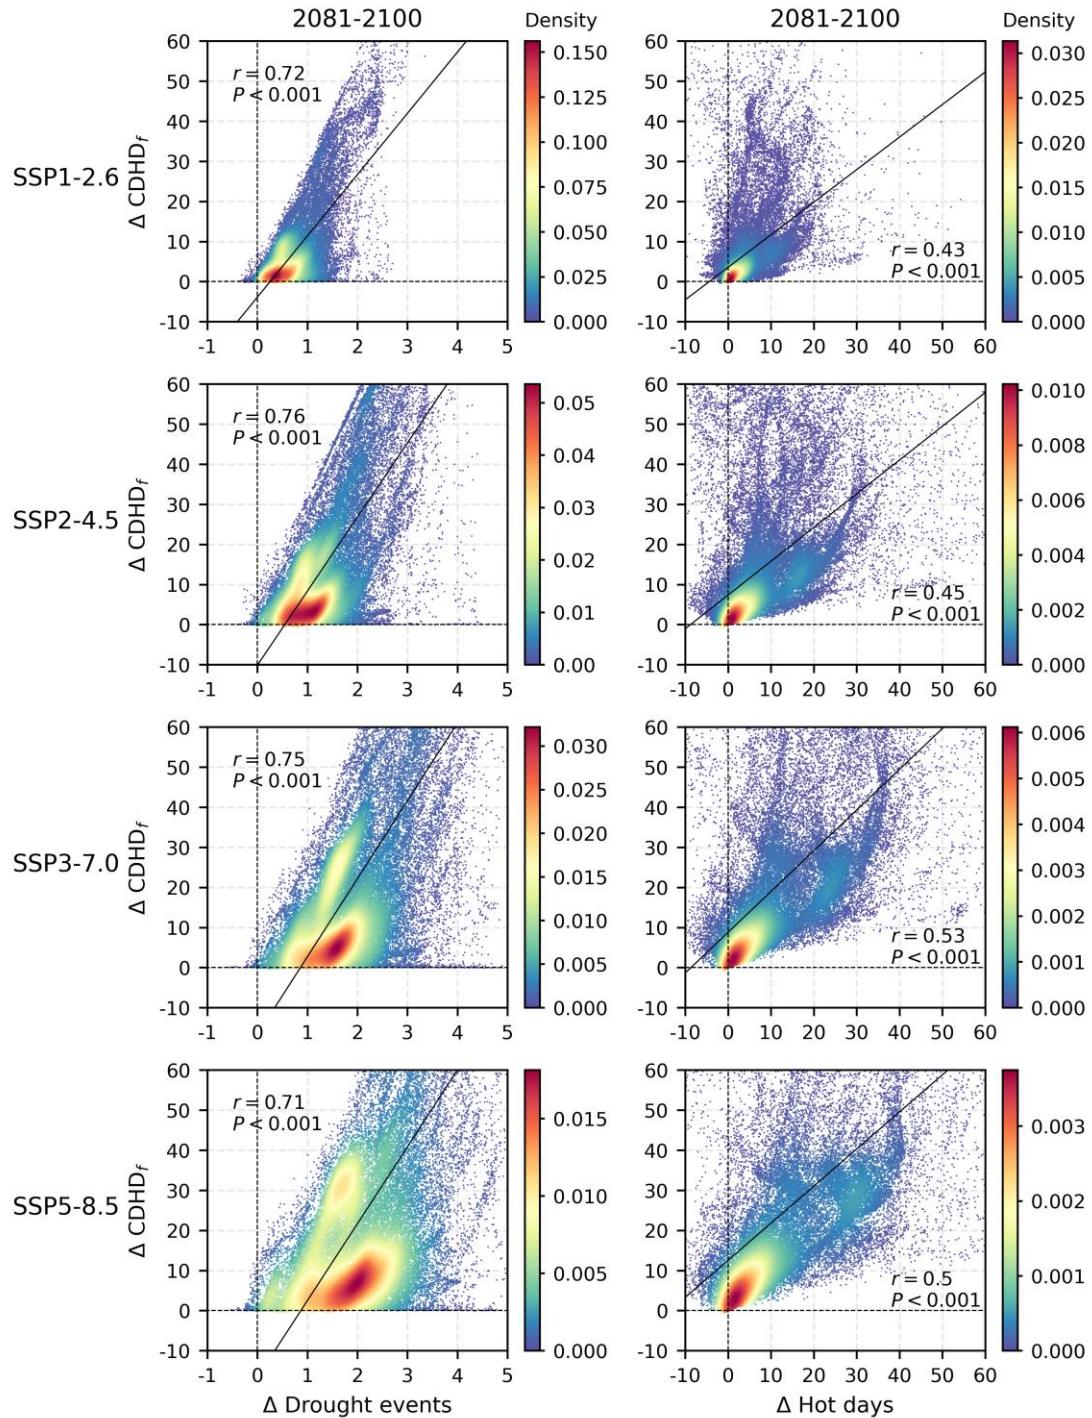 2081-2100 Density 2081-2100 Density
60 0.150 60 0.030
r = 0.72
P < 0.001
50 50
0.125 0.025
40 40
0.100 0.020
SSP1-2.6 Δ CDHD_f 30 Δ CDHD_f 30
0.075 0.015
20 20
0.050 0.010
10 10 r = 0.43
P < 0.001
0.025 0.005
0 0
-10 0.000 -10 0.000
-1 0 1 2 3 4 5 -10 0 10 20 30 40 50 60
60 60 0.010
r = 0.76
P < 0.001
0.05
50 50
0.008
40 0.04 40
SSP2-4.5 Δ CDHD_f 30 0.03 Δ CDHD_f 30 0.006
20 0.02 20 0.004
10 10 r = 0.45
P < 0.001
0.01 0.002
0 0
-10 0.00 -10 0.000
-1 0 1 2 3 4 5 -10 0 10 20 30 40 50 60
60 0.030 60 0.006
r = 0.75
P < 0.001
50 0.025 50 0.005
40 0.020 40 0.004
SSP3-7.0 Δ CDHD_f 30 0.015 Δ CDHD_f 30 0.003
20 20
0.010 0.002
10 10 r = 0.53
P < 0.001
0.005 0.001
0 0
-10 0.000 -10 0.000
-1 0 1 2 3 4 5 -10 0 10 20 30 40 50 60
60 60
r = 0.71
P < 0.001
50 0.015 50 0.003
40 40
SSP5-8.5 Δ CDHD_f 30 0.010 Δ CDHD_f 30 0.002
20 20
10 0.005 10 0.001
r = 0.5
P < 0.001
0 0
-10 0.000 -10 0.000
-1 0 1 2 3 4 5 -10 0 10 20 30 40 50 60
Δ Drought events Δ Hot days